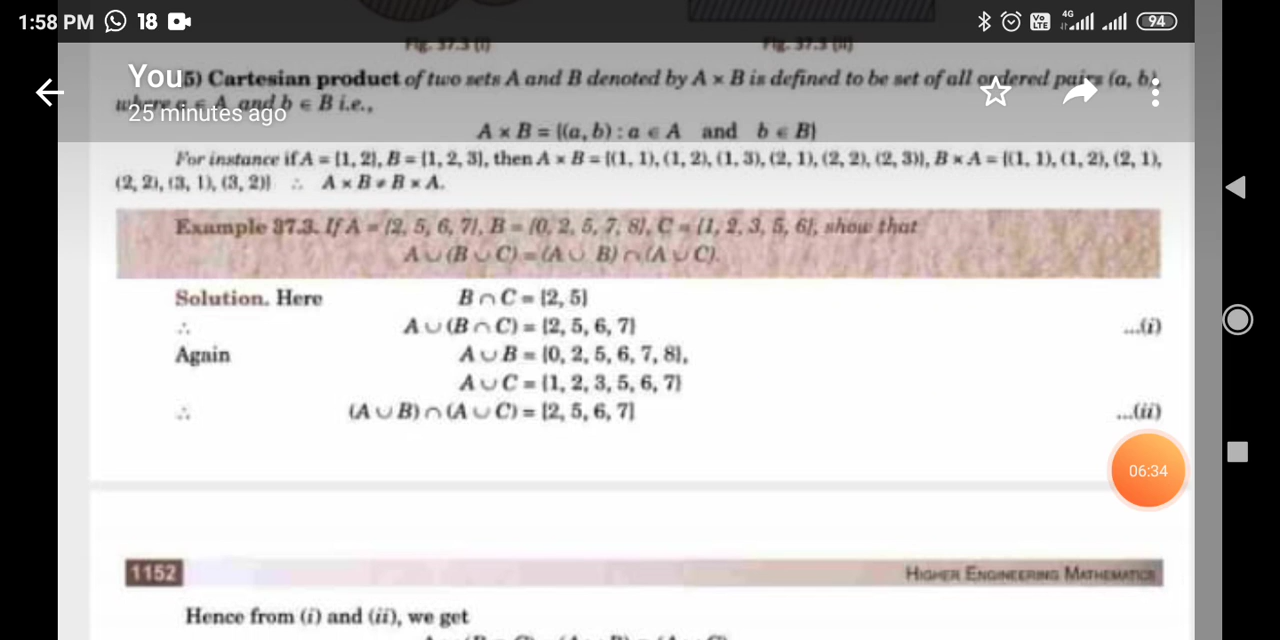 1:58 PM 18 Vo LTE 4G 94
Fig. 37.3 (i) Fig. 37.3 (ii)
You
25 minutes ago
5) Cartesian product of two sets A and B denoted by A × B is defined to be set of all ordered pairs (a, b),
where a ∈ A and b ∈ B i.e.,
A × B = {(a, b) : a ∈ A and b ∈ B}
For instance if A = {1, 2}, B = {1, 2, 3}, then A × B = {(1, 1), (1, 2), (1, 3), (2, 1), (2, 2), (2, 3)}, B × A = {(1, 1), (1, 2), (2, 1),
(2, 2), (3, 1), (3, 2)} ∴ A × B ≠ B × A.
Example 37.3. If A = {2, 5, 6, 7}, B = {0, 2, 5, 7, 8}, C = {1, 2, 3, 5, 6}, show that
A ∪ (B ∪ C) = (A ∪ B) ∩ (A ∪ C).
Solution. Here B ∩ C = {2, 5}
∴ A ∪ (B ∩ C) = {2, 5, 6, 7} ...(i)
Again A ∪ B = {0, 2, 5, 6, 7, 8},
A ∪ C = {1, 2, 3, 5, 6, 7}
∴ (A ∪ B) ∩ (A ∪ C) = {2, 5, 6, 7} ...(ii)
06:34
1152 HIGHER ENGINEERING MATHEMATICS
Hence from (i) and (ii), we get